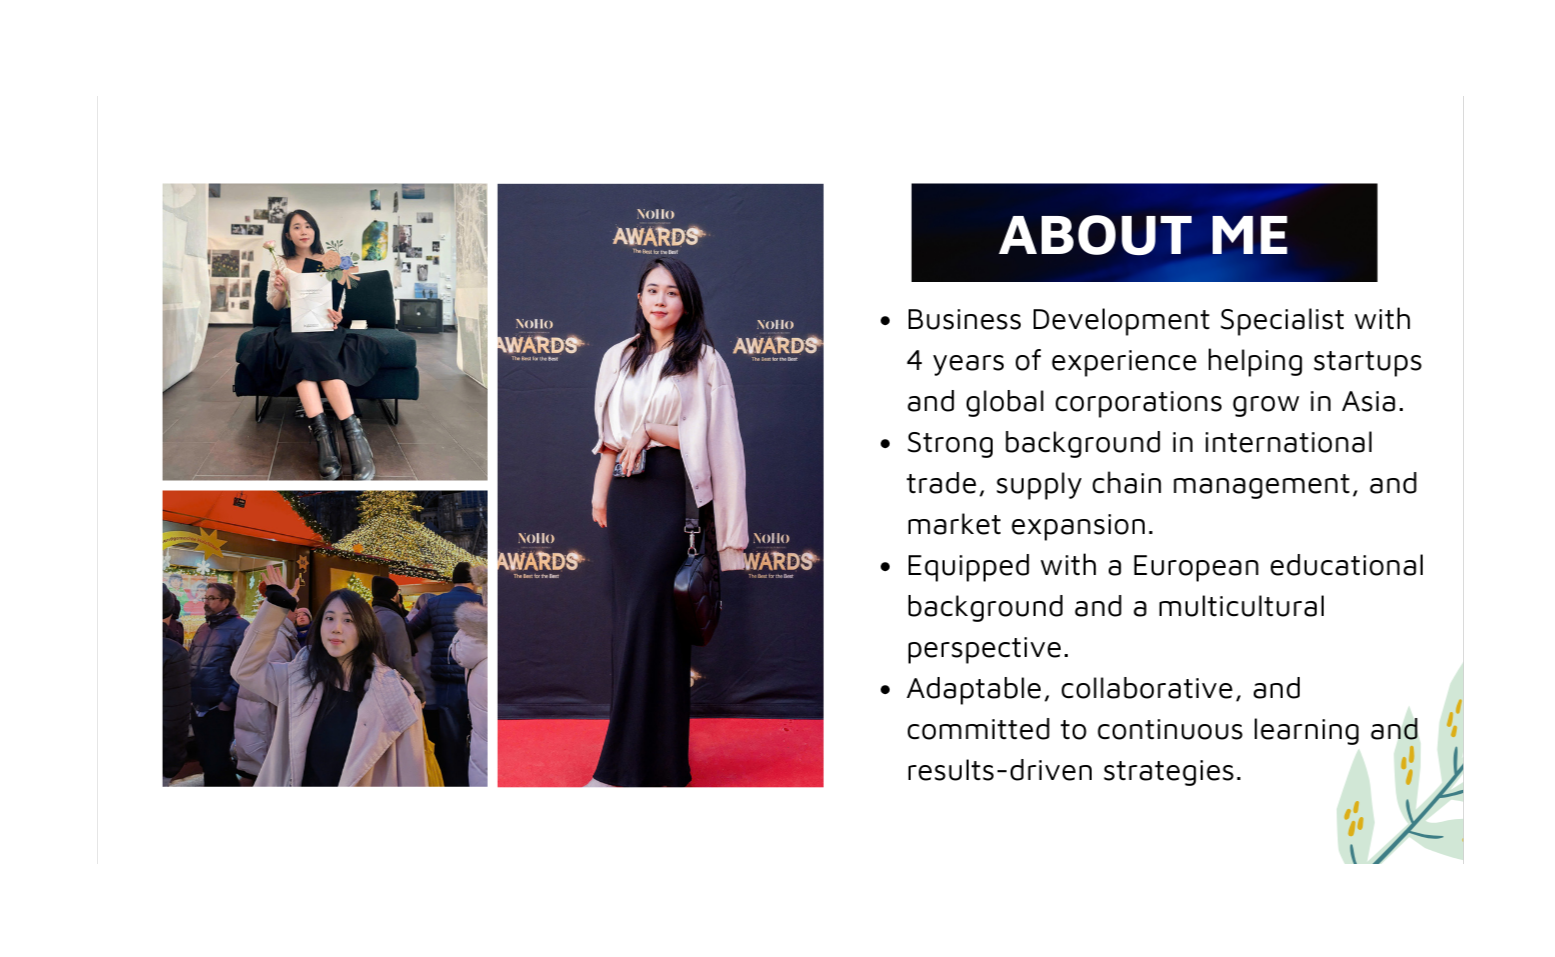 NoHo
AWARDS
The Best for the Best
NoHo
AWARDS
The Best for the Best
NoHo
AWARDS
The Best for the Best
NoHo
AWARDS
The Best for the Best
NoHo
AWARDS
The Best for the Best
ABOUT ME
• Business Development Specialist with
4 years of experience helping startups
and global corporations grow in Asia.
• Strong background in international
trade, supply chain management, and
market expansion.
• Equipped with a European educational
background and a multicultural
perspective.
• Adaptable, collaborative, and
committed to continuous learning and
results-driven strategies.